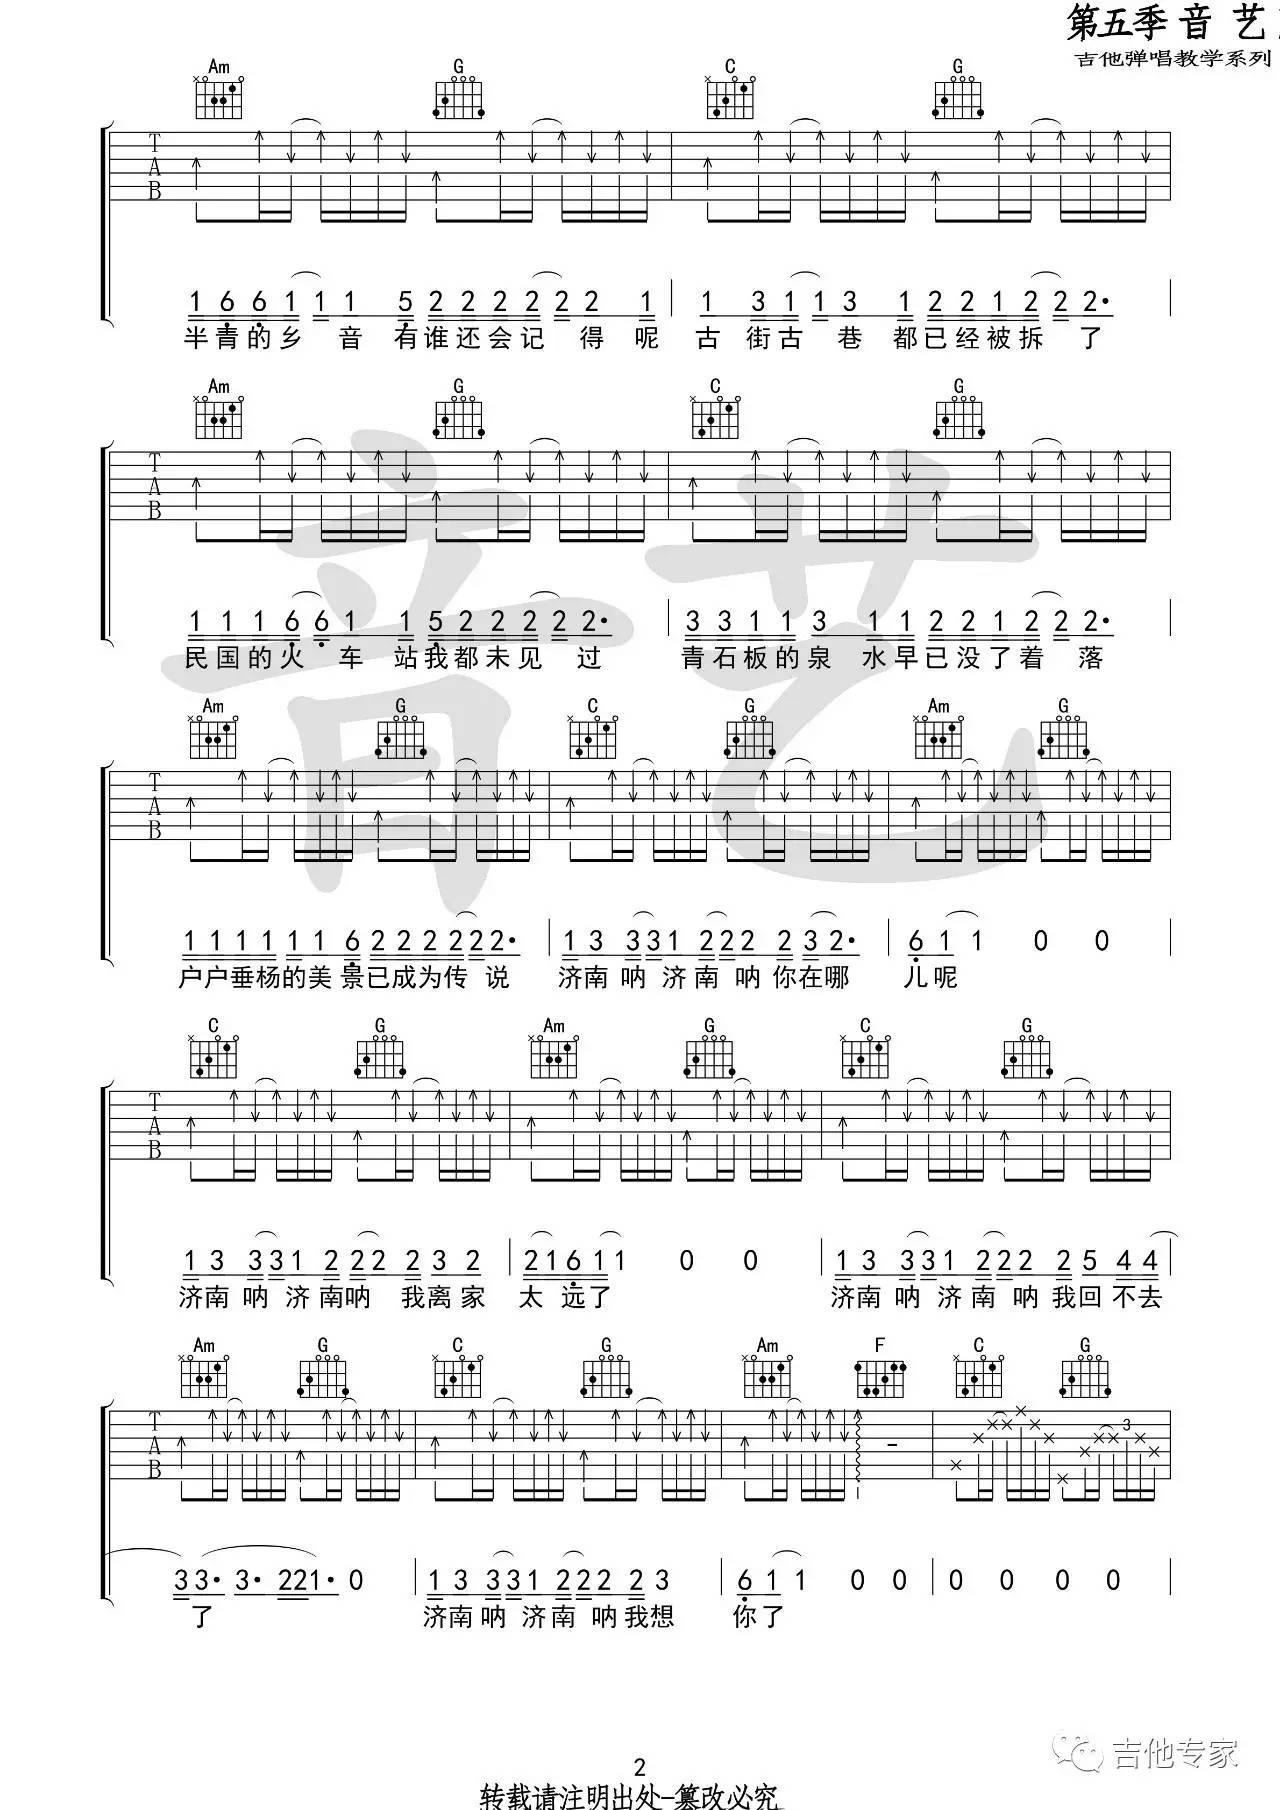 第五季音艺
吉他弹唱教学系列
Am G C G
T
A
B
1 6 6 1 1 1 5 2 2 2 2 2 2 1 1 3 1 1 3 1 2 2 1 2 2 2·
半青的乡音有谁还会记得呢古街古巷都已经被拆了
Am G C G
T
A
B
1 1 1 6 6 1 1 5 2 2 2 2 2· 3 3 1 1 3 1 1 2 2 1 2 2 2·
民国的火车站我都未见过青石板的泉水早已没了着落
Am G C G Am G
T
A
B
1 1 1 1 1 1 6 2 2 2 2 2 2· 1 3 3 3 1 2 2 2 2 3 2· 6 1 1 0 0
户户垂杨的美景已成为传说济南呐济南呐你在哪儿呢
C G Am G C G
T
A
B
1 3 3 3 1 2 2 2 2 3 2 2 1 6 1 1 0 0 1 3 3 3 1 2 2 2 2 5 4 4
济南呐济南呐我离家太远了济南呐济南呐我回不去
Am G C G Am F C G
T
A
B
3
3 3· 3· 2 2 1· 0 1 3 3 3 1 2 2 2 2 3 6 1 1 0 0 0 0 0 0
了济南呐济南呐我想你了
音艺
吉他专家
2
转载请注明出处-篡改必究